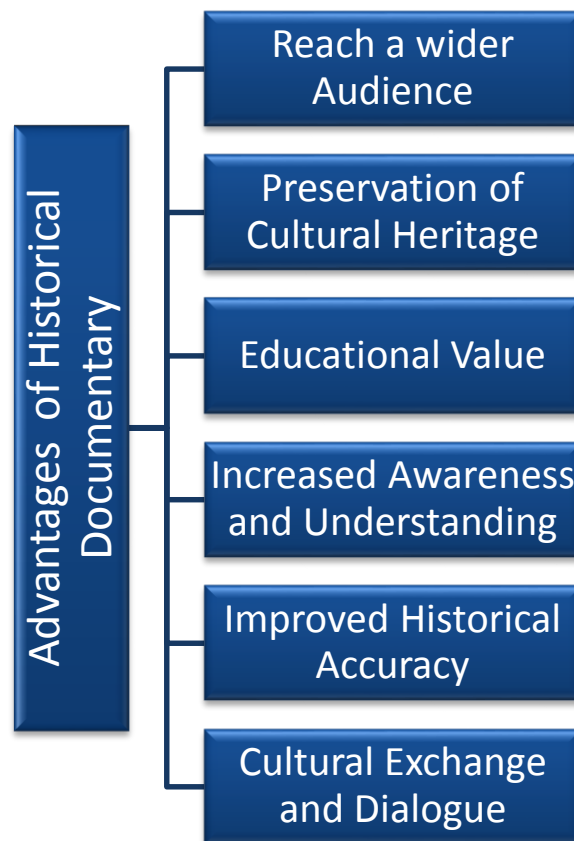 Advantages of Historical
Documentary
Reach a wider
Audience
Preservation of
Cultural Heritage
Educational Value
Increased Awareness
and Understanding
Improved Historical
Accuracy
Cultural Exchange
and Dialogue